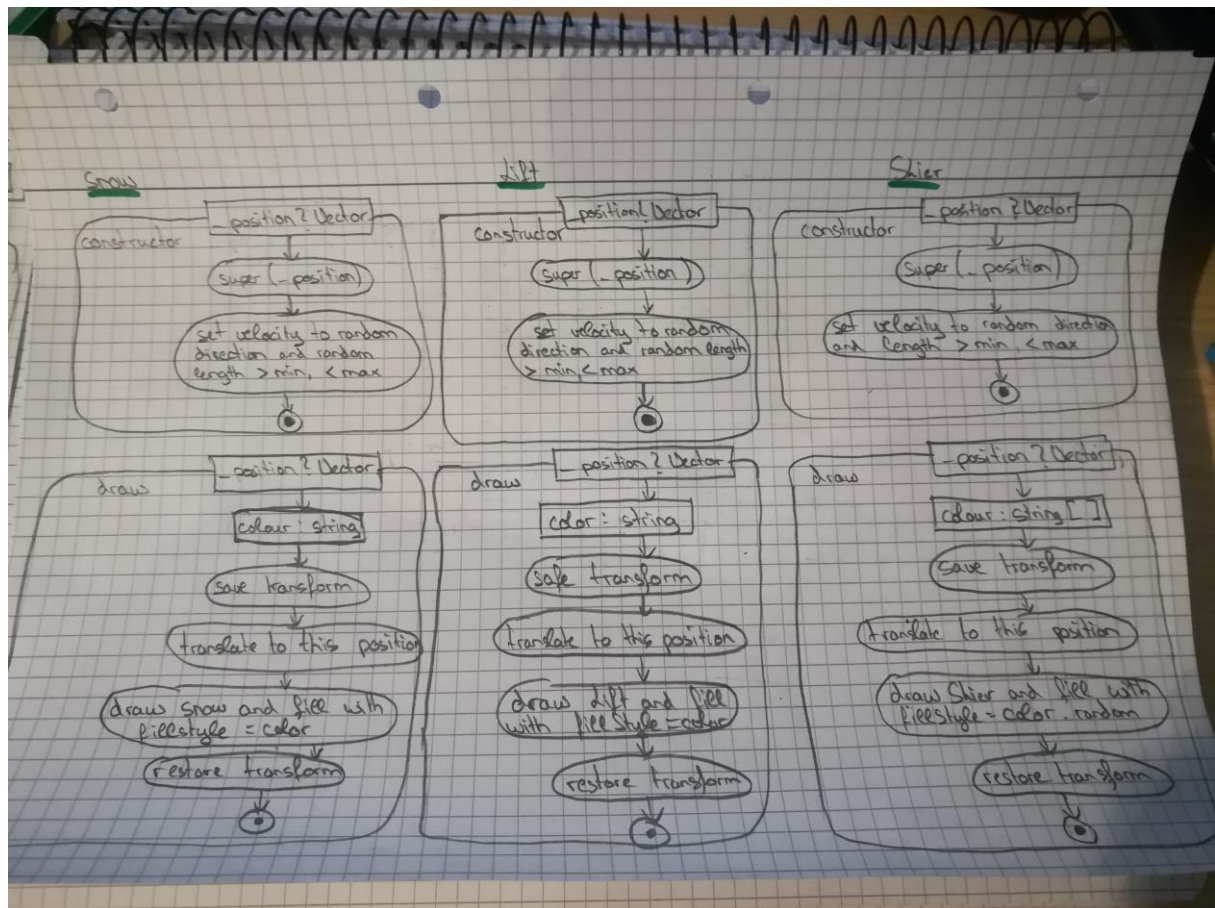 Snow
constructor
_position? Vector
super (_position)
set velocity to random
direction and random
length > min, < max
Lift
constructor
_position? Vector
super (_position)
set velocity to random
direction and random length
> min, < max
Skier
constructor
_position? Vector
super (_position)
set velocity to random direction
and length > min, < max
draw
_position? Vector
colour: string
save transform
translate to this position
draw snow and fill with
fillstyle = color
restore transform
draw
_position? Vector
color: string
safe transform
translate to this position
draw Lift and fill
with fillStyle = color
restore transform
draw
_position? Vector
colour: string[]
save transform
translate to this position
draw Skier and fill with
fillStyle = color.random
restore transform